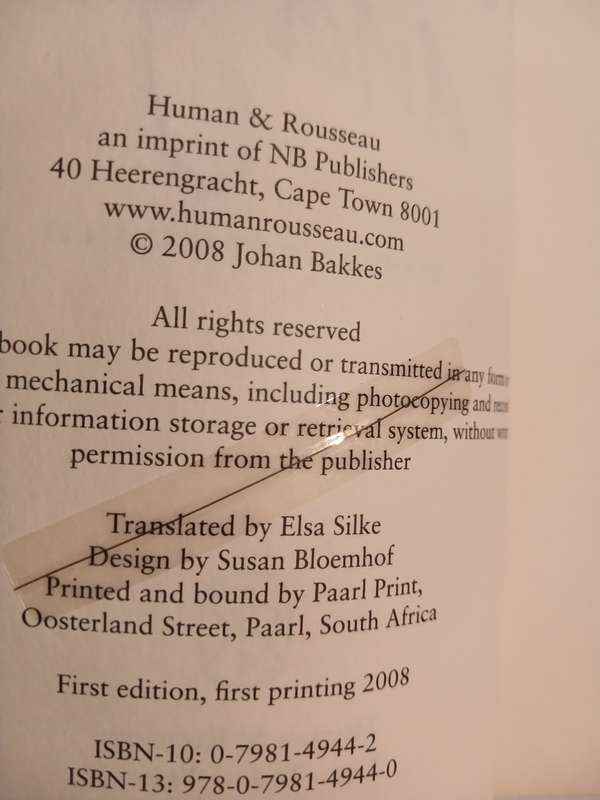 Human & Rousseau
an imprint of NB Publishers
40 Heerengracht, Cape Town 8001
www.humanrousseau.com
© 2008 Johan Bakkes
All rights reserved
book may be reproduced or transmitted in any form
mechanical means, including photocopying and
information storage or retrieval system, without
permission from the publisher
Translated by Elsa Silke
Design by Susan Bloemhof
Printed and bound by Paarl Print,
Oosterland Street, Paarl, South Africa
First edition, first printing 2008
ISBN-10: 0-7981-4944-2
ISBN-13: 978-0-7981-4944-0